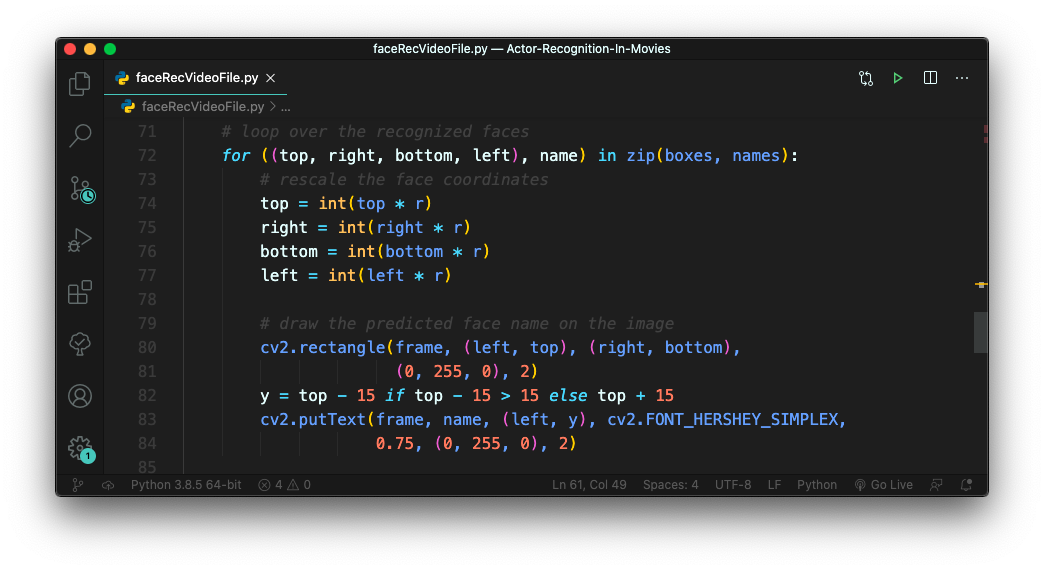 faceRecVideoFile.py — Actor-Recognition-In-Movies
faceRecVideoFile.py
faceRecVideoFile.py > ...
71 # loop over the recognized faces
72 for ((top, right, bottom, left), name) in zip(boxes, names):
73 # rescale the face coordinates
74 top = int(top * r)
75 right = int(right * r)
76 bottom = int(bottom * r)
77 left = int(left * r)
78
79 # draw the predicted face name on the image
80 cv2.rectangle(frame, (left, top), (right, bottom),
81 (0, 255, 0), 2)
82 y = top - 15 if top - 15 > 15 else top + 15
83 cv2.putText(frame, name, (left, y), cv2.FONT_HERSHEY_SIMPLEX,
84 0.75, (0, 255, 0), 2)
85
1
Python 3.8.5 64-bit 4 0 Ln 61, Col 49 Spaces: 4 UTF-8 LF Python Go Live